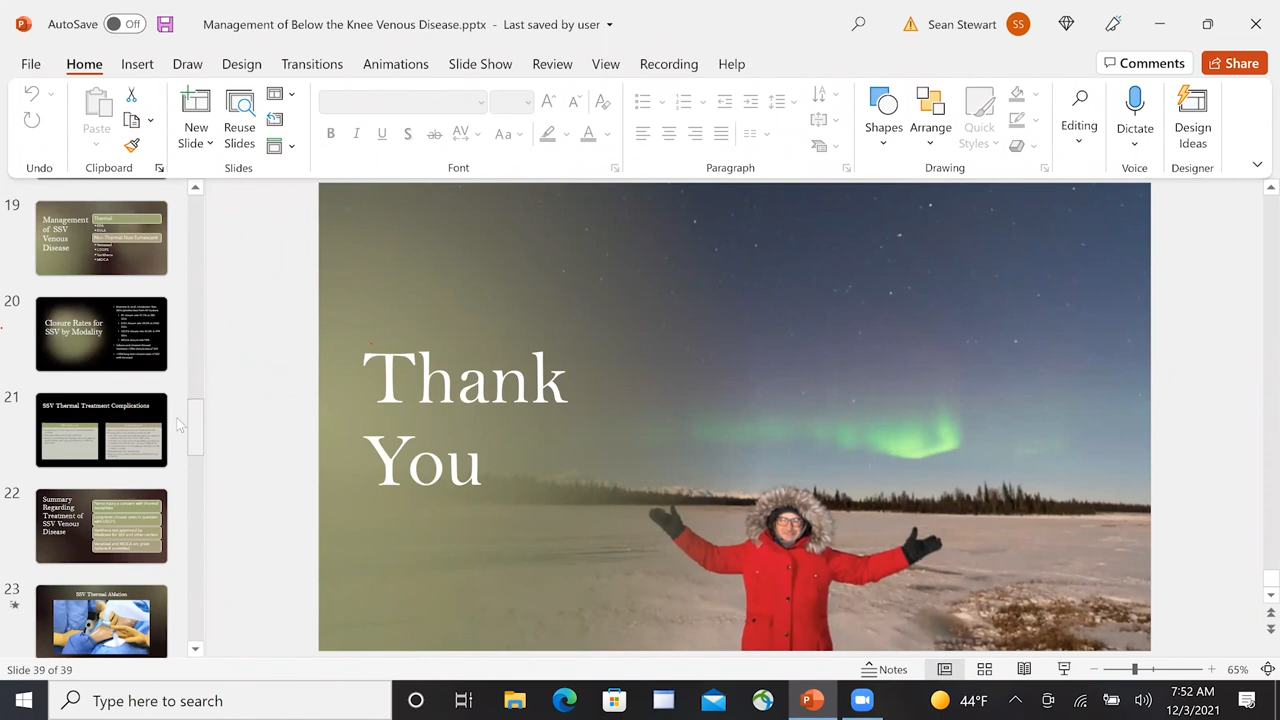 AutoSave
Off
Management of Below the Knee Venous Disease.pptx - Last saved by user
Sean Stewart
SS
File
Home
Insert
Draw
Design
Transitions
Animations
Slide Show
Review
View
Recording
Help
Comments
Share
Paste
New
Slide
Reuse
Slides
B
I
U
S
ab
AV
Aa
A
Shapes
Arrange
Quick
Styles
Editing
Dictate
Design
Ideas
Undo
Clipboard
Slides
Font
Paragraph
Drawing
Voice
Designer
19
Management
of SSV
Venous
Disease
Thermal
20
Closure Rates for
SSV by Modality
21
SSV Thermal Treatment Complications
22
Summary
Regarding
Treatment of
SSV Venous
Disease
23
SSV Thermal Ablation
Thank
You
Slide 39 of 39
Notes
65%
Type here to search
44°F
7:52 AM
12/3/2021